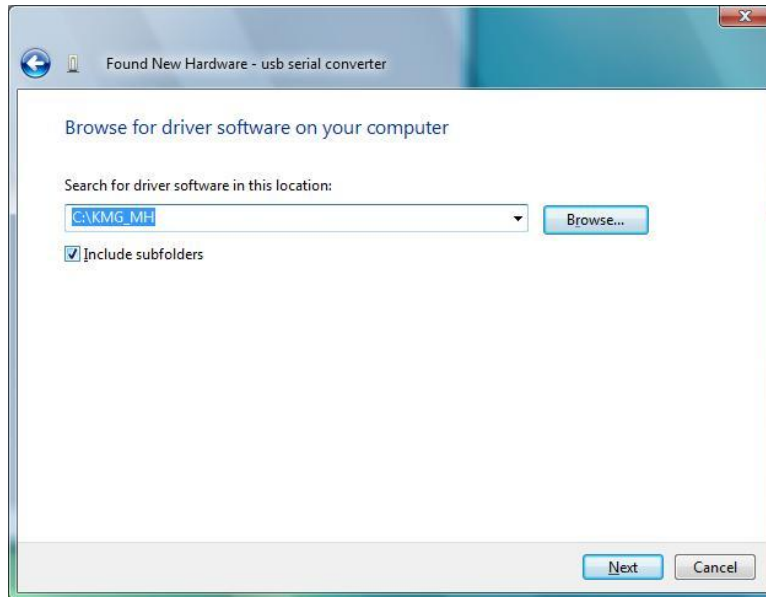 Found New Hardware - usb serial converter
Browse for driver software on your computer
Search for driver software in this location:
C:\KMG_MH
Browse...
Include subfolders
Next
Cancel